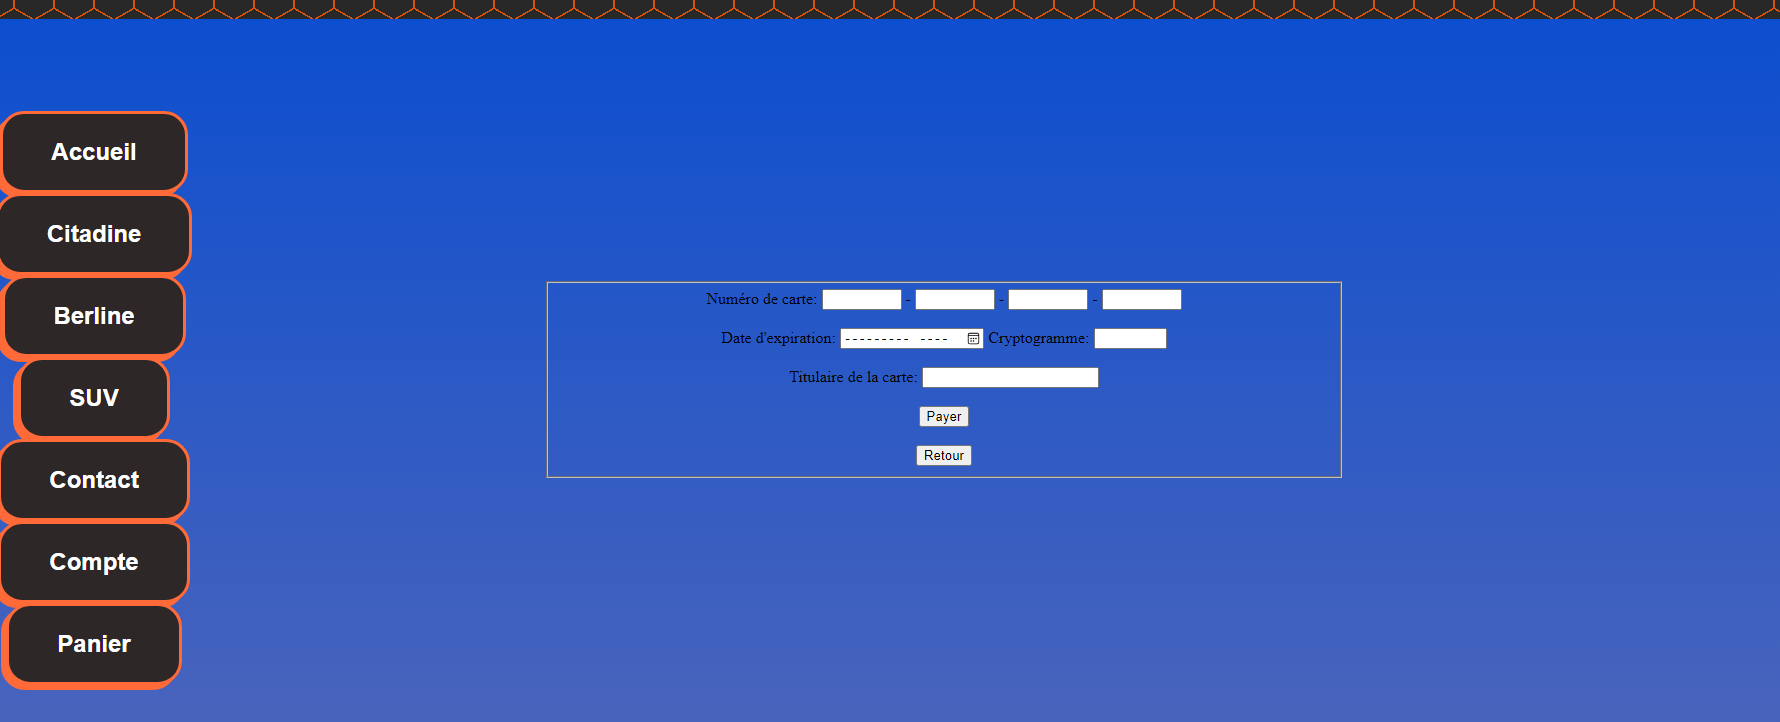 Accueil
Citadine
Berline
SUV
Contact
Compte
Panier
Numéro de carte: - - -
Date d'expiration: --------- ---- Cryptogramme:
Titulaire de la carte:
Payer
Retour